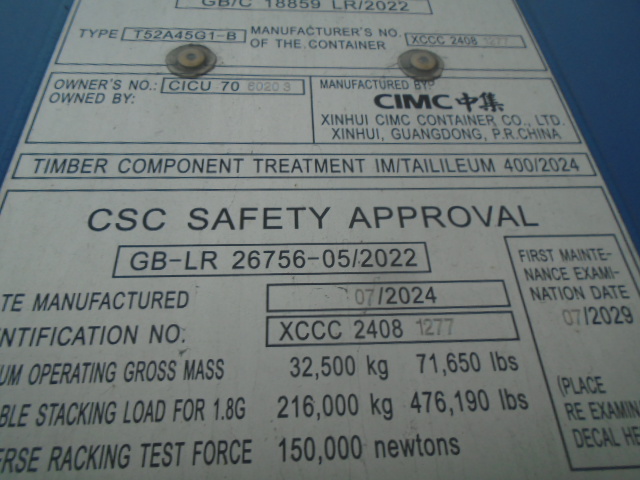 GB/C 18859 LR/2022
TYPE T52A45G1-B MANUFACTURER'S NO. OF THE CONTAINER XCCC 2408 1277
OWNER'S NO.: CICU 70 6020 3
OWNED BY:
MANUFACTURED BY:
CIMC 中集
XINHUI CIMC CONTAINER CO., LTD.
XINHUI, GUANGDONG, P.R.CHINA
TIMBER COMPONENT TREATMENT IM/TAILILEUM 400/2024
CSC SAFETY APPROVAL
GB-LR 26756-05/2022
TE MANUFACTURED 07/2024
NTIFICATION NO. XCCC 2408 1277
UM OPERATING GROSS MASS 32,500 kg 71,650 lbs
BLE STACKING LOAD FOR 1.8G 216,000 kg 476,190 lbs
ERSE RACKING TEST FORCE 150,000 newtons
FIRST MAINTE-
NANCE EXAMI-
NATION DATE
07/2029
(PLACE
RE EXAMIN
DECAL HE